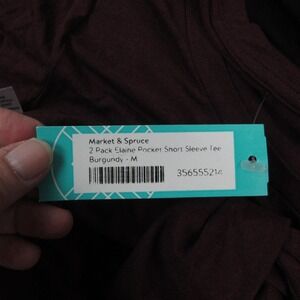 Market & Spruce
2 Pack Elaine Pocket Short Sleeve Tee
Burgundy - M
356555214